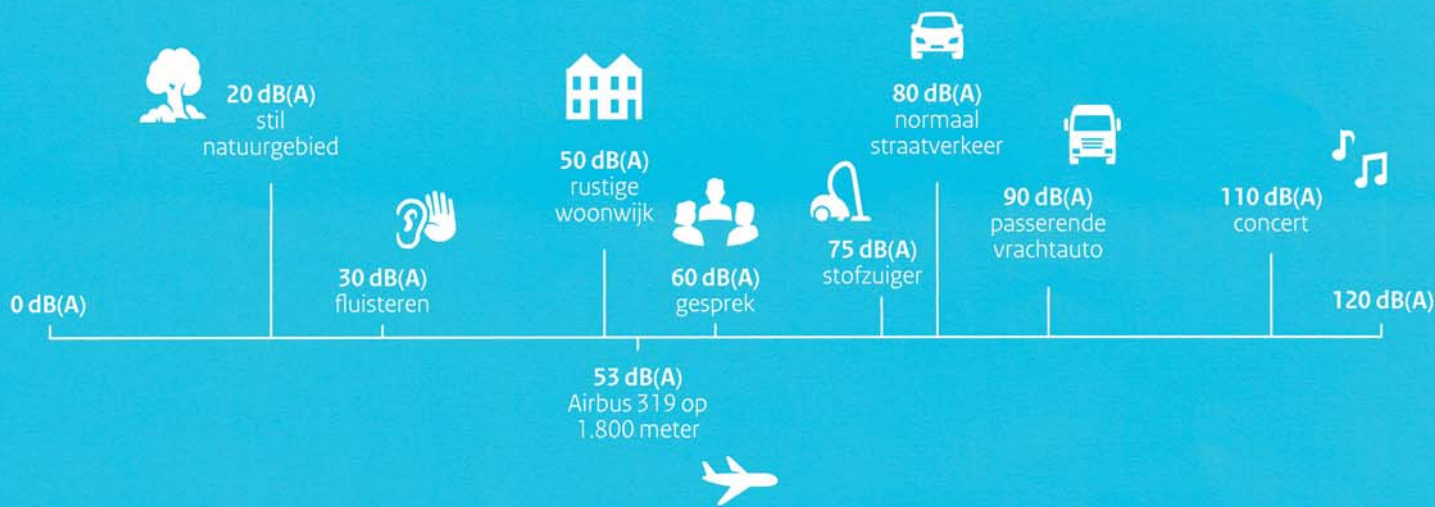 0 dB(A)
20 dB(A)
stil
natuurgebied
30 dB(A)
fluisteren
50 dB(A)
rustige
woonwijk
60 dB(A)
gesprek
75 dB(A)
stofzuiger
80 dB(A)
normaal
straatverkeer
90 dB(A)
passerende
vrachtauto
110 dB(A)
concert
120 dB(A)
53 dB(A)
Airbus 319 op
1.800 meter